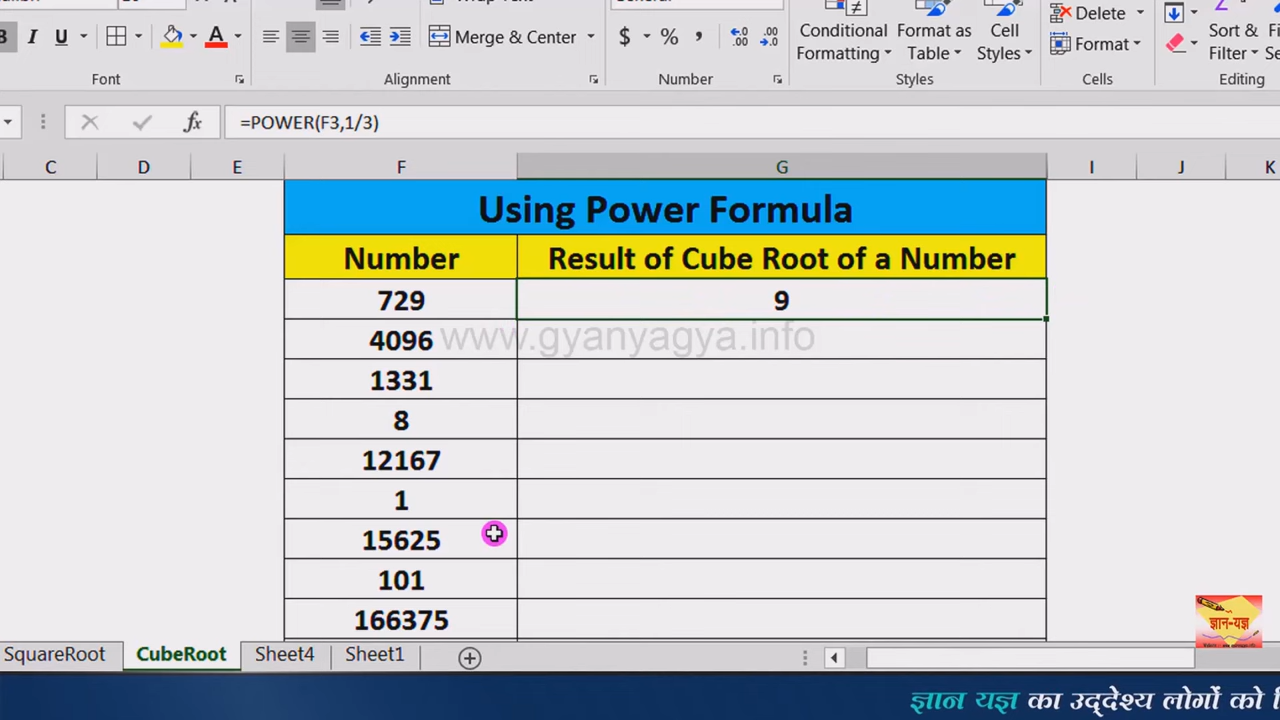 B I U A Merge & Center $ % , Conditional Formatting Format as Table Cell Styles Delete Format Sort & Filter
Font Alignment Number Styles Cells Editing
fx =POWER(F3,1/3)
C D E F G I J K
Using Power Formula
Number Result of Cube Root of a Number
729 9
4096
www.gyanyagya.info
1331
8
12167
1
15625
101
166375
ज्ञान-यज्ञ
SquareRoot CubeRoot Sheet4 Sheet1
ज्ञान यज्ञ का उद्देश्य लोगों को